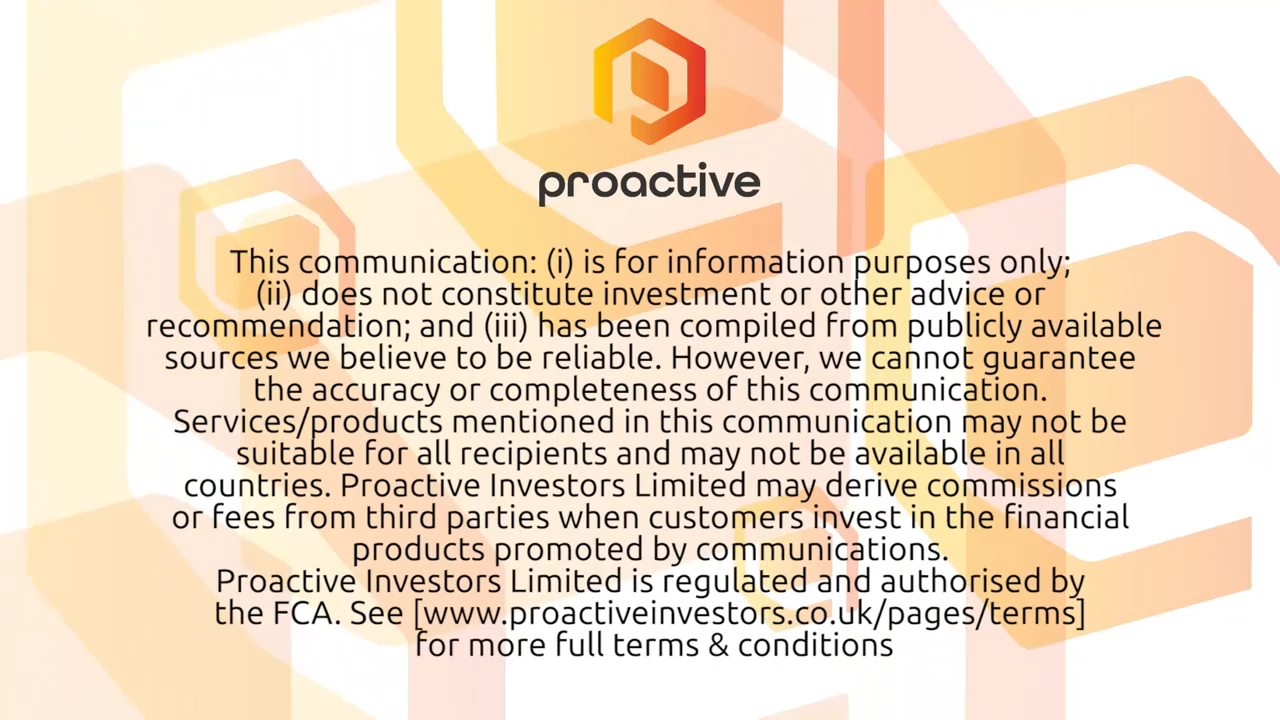 proactive
This communication: (i) is for information purposes only;
(ii) does not constitute investment or other advice or
recommendation; and (iii) has been compiled from publicly available
sources we believe to be reliable. However, we cannot guarantee
the accuracy or completeness of this communication.
Services/products mentioned in this communication may not be
suitable for all recipients and may not be available in all
countries. Proactive Investors Limited may derive commissions
or fees from third parties when customers invest in the financial
products promoted by communications.
Proactive Investors Limited is regulated and authorised by
the FCA. See [www.proactiveinvestors.co.uk/pages/terms]
for more full terms & conditions